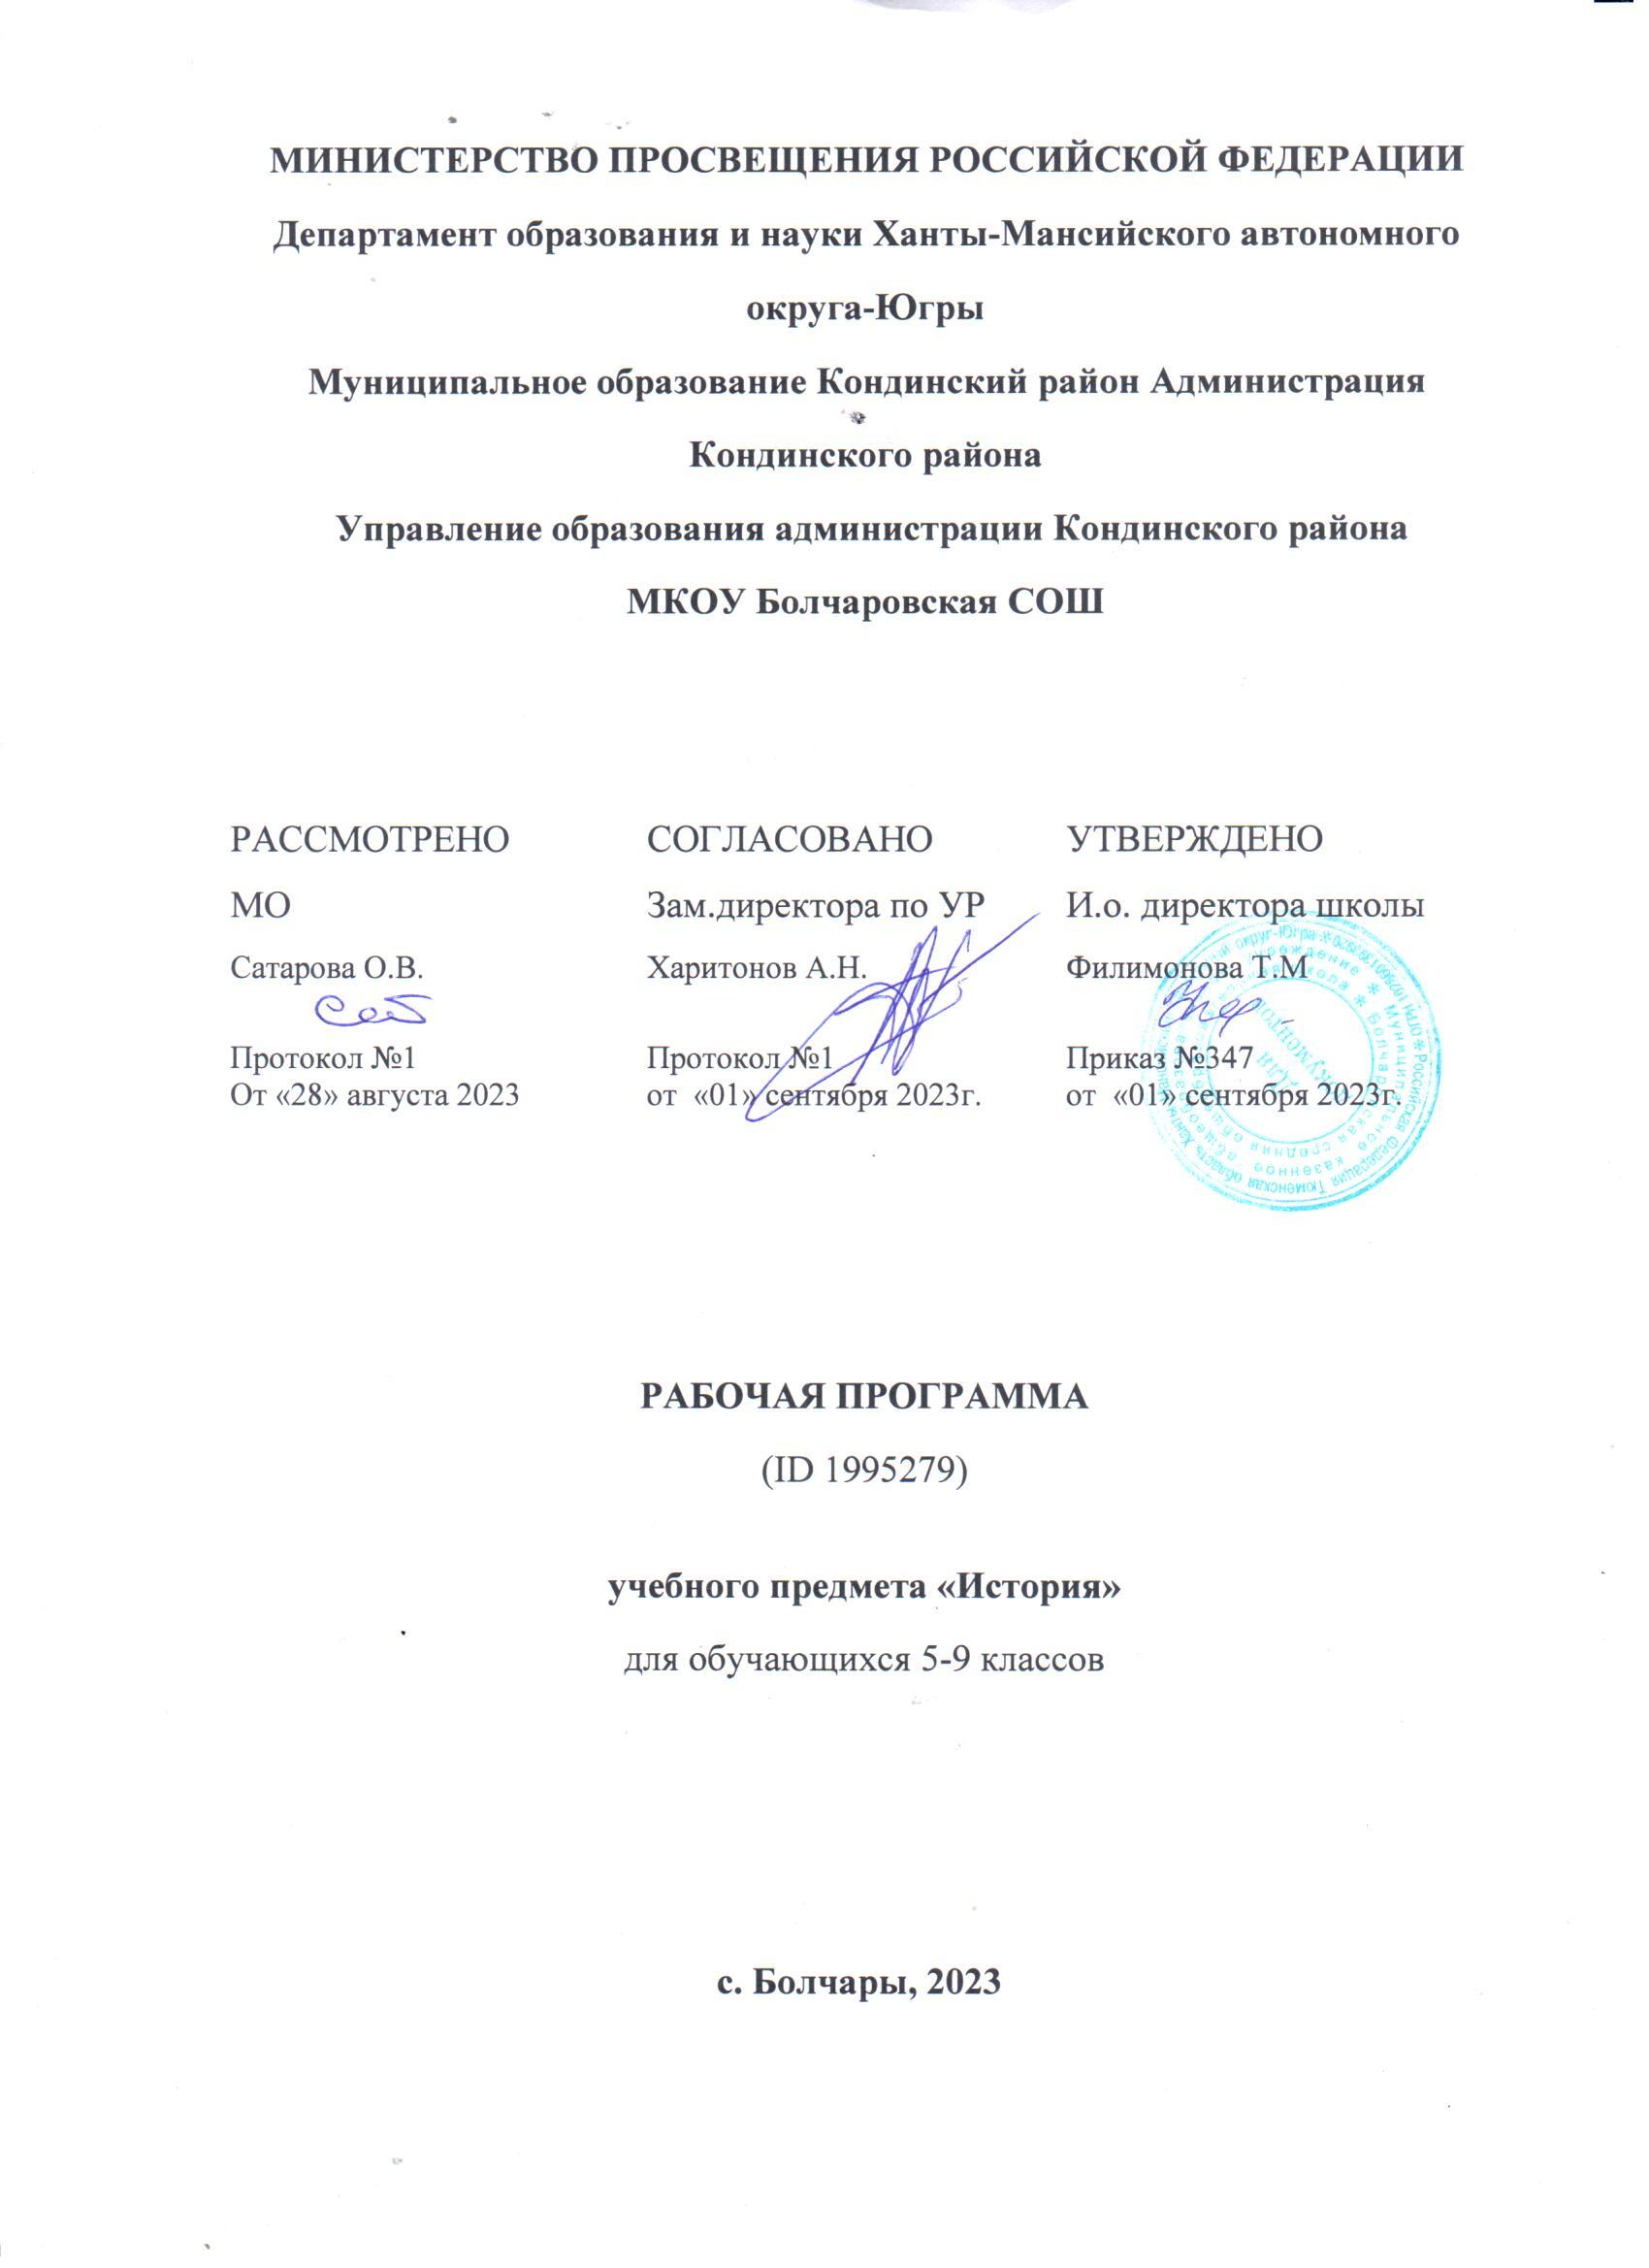 МИНИСТЕРСТВО ПРОСВЕЩЕНИЯ РОССИЙСКОЙ ФЕДЕРАЦИИ
Департамент образования и науки Ханты-Мансийского автономного
округа-Югры
Муниципальное образование Кондинский район Администрация
Кондинского района
Управление образования администрации Кондинского района
МКОУ Болчаровская СОШ
РАССМОТРЕНО СОГЛАСОВАНО УТВЕРЖДЕНО
МО Зам.директора по УР И.о. директора школы
Сатарова О.В. Харитонов А.Н. Филимонова Т.М
Протокол №1 Протокол №1 Приказ №347
От «28» августа 2023 от «01» сентября 2023г. от «01» сентября 2023г.
РАБОЧАЯ ПРОГРАММА
(ID 1995279)
учебного предмета «История»
для обучающихся 5-9 классов
с. Болчары, 2023